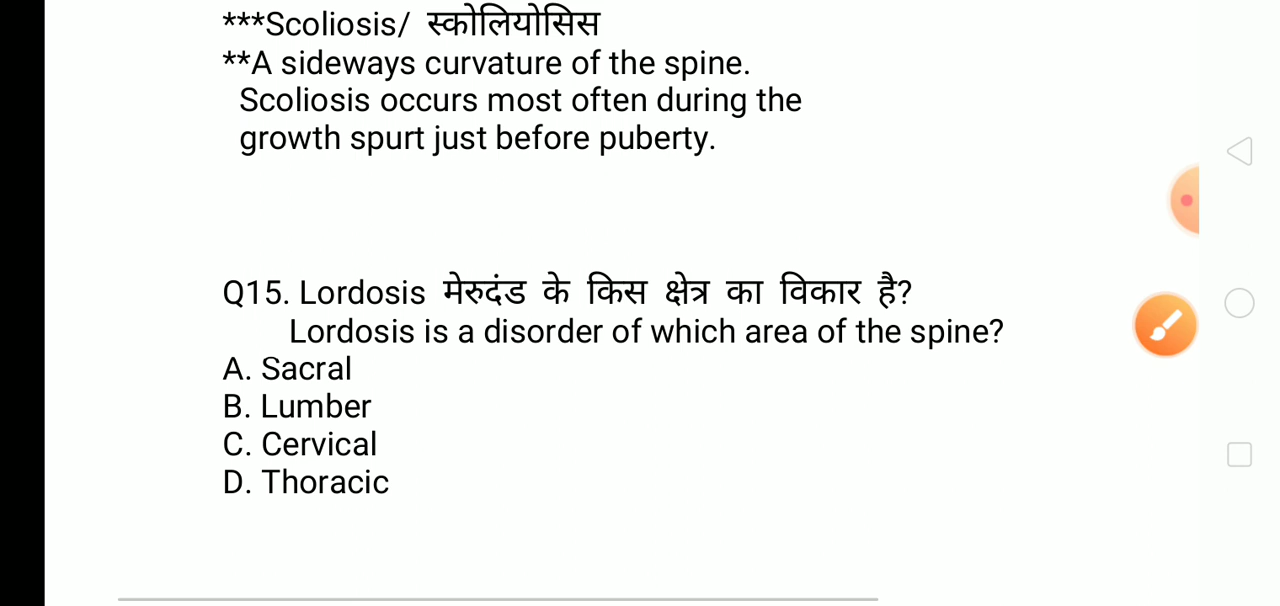 ***Scoliosis/ स्कोलियोसिस
**A sideways curvature of the spine.
Scoliosis occurs most often during the
growth spurt just before puberty.
Q15. Lordosis मेरुदंड के किस क्षेत्र का विकार है?
Lordosis is a disorder of which area of the spine?
A. Sacral
B. Lumber
C. Cervical
D. Thoracic